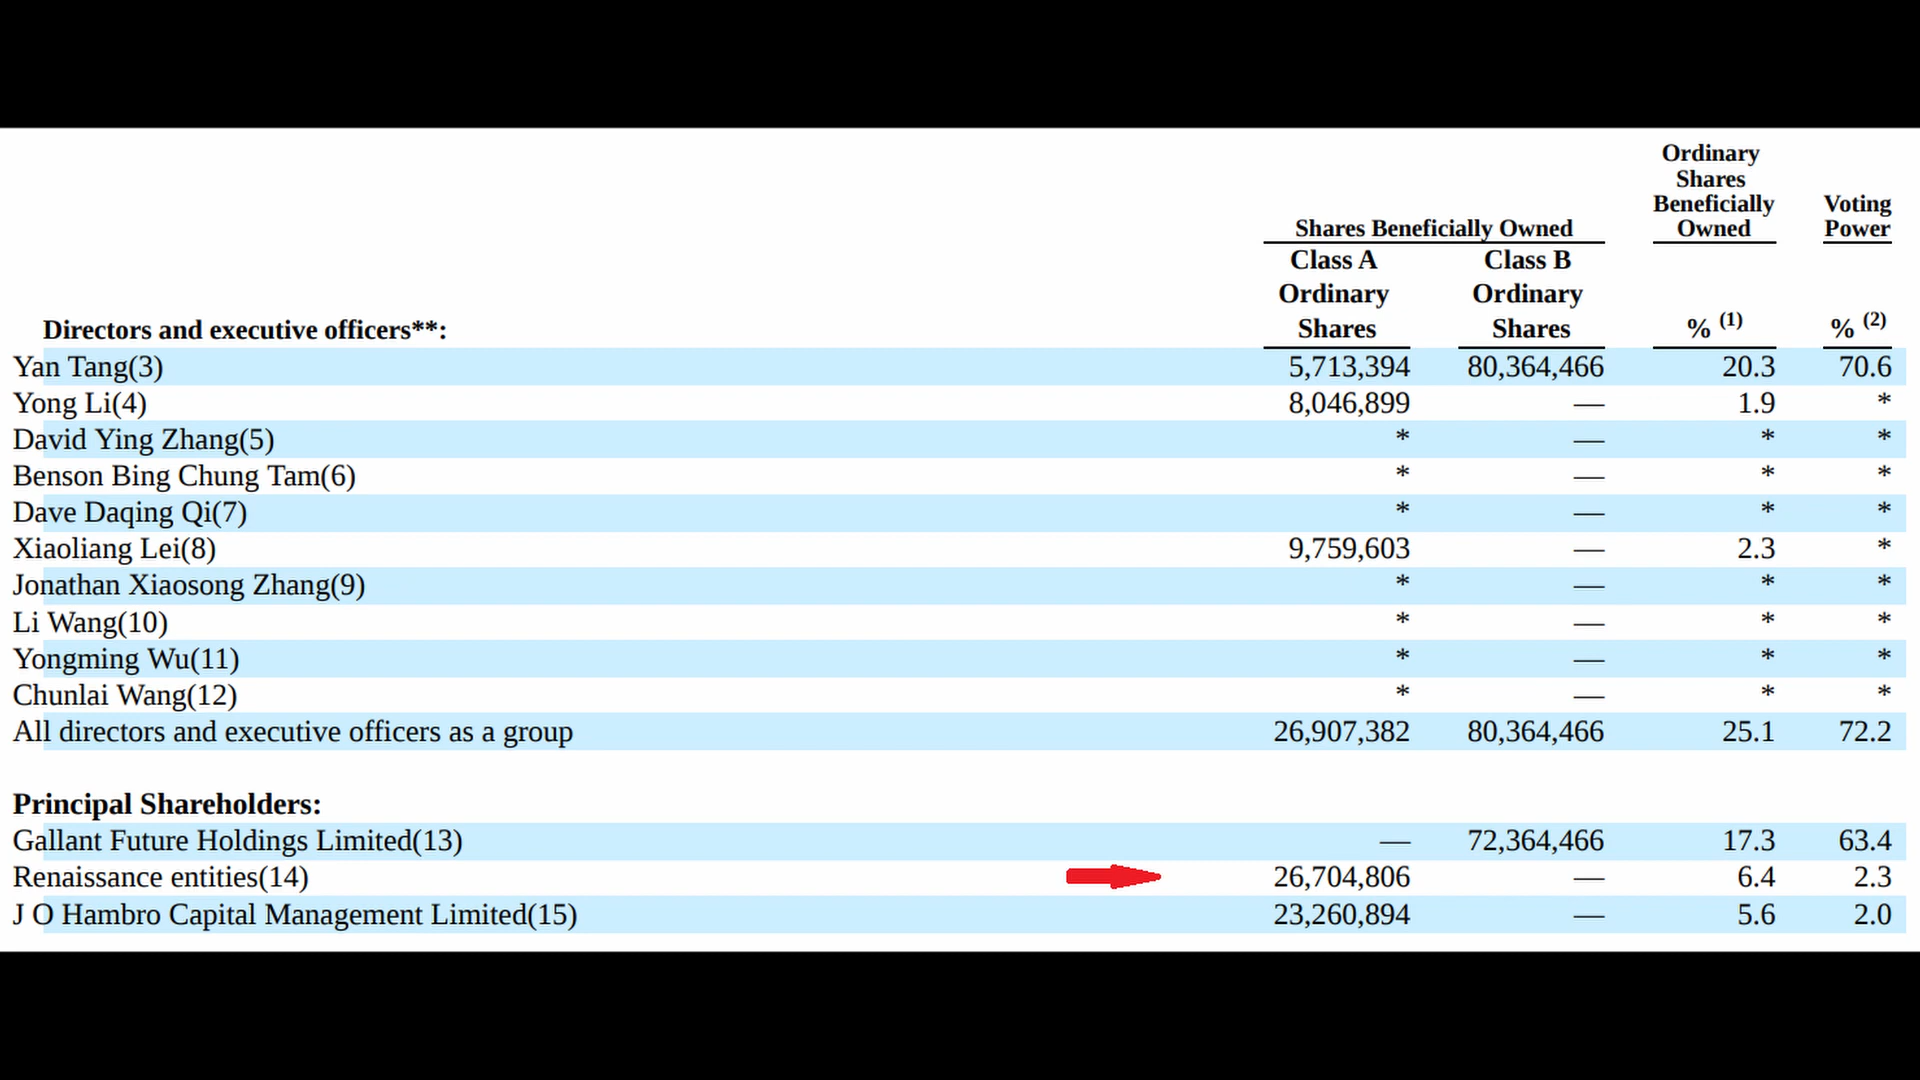 Ordinary
Shares
Beneficially Owned
Voting Power
Shares Beneficially Owned
Class A Ordinary Shares
Class B Ordinary Shares
Directors and executive officers**: % (1) % (2)
Yan Tang(3) 5,713,394 80,364,466 20.3 70.6
Yong Li(4) 8,046,899 — 1.9 *
David Ying Zhang(5) * — * *
Benson Bing Chung Tam(6) * — * *
Dave Daqing Qi(7) * — * *
Xiaoliang Lei(8) 9,759,603 — 2.3 *
Jonathan Xiaosong Zhang(9) * — * *
Li Wang(10) * — * *
Yongming Wu(11) * — * *
Chunlai Wang(12) * — * *
All directors and executive officers as a group 26,907,382 80,364,466 25.1 72.2
Principal Shareholders:
Gallant Future Holdings Limited(13) — 72,364,466 17.3 63.4
Renaissance entities(14) 26,704,806 — 6.4 2.3
J O Hambro Capital Management Limited(15) 23,260,894 — 5.6 2.0